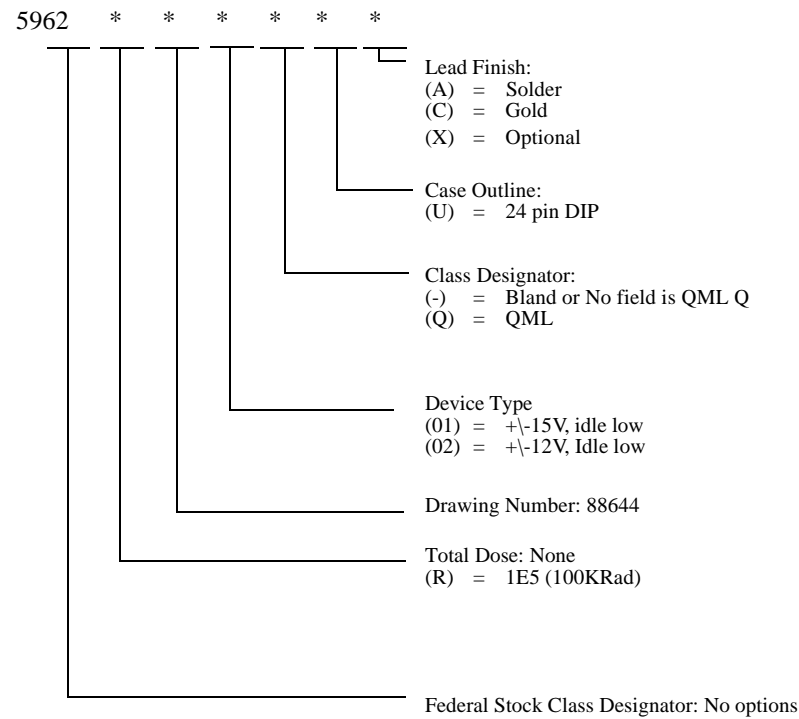 5962 * * * * * *
Lead Finish:
(A) = Solder
(C) = Gold
(X) = Optional
Case Outline:
(U) = 24 pin DIP
Class Designator:
(-) = Bland or No field is QML Q
(Q) = QML
Device Type
(01) = +\-15V, idle low
(02) = +\-12V, Idle low
Drawing Number: 88644
Total Dose: None
(R) = 1E5 (100KRad)
Federal Stock Class Designator: No options